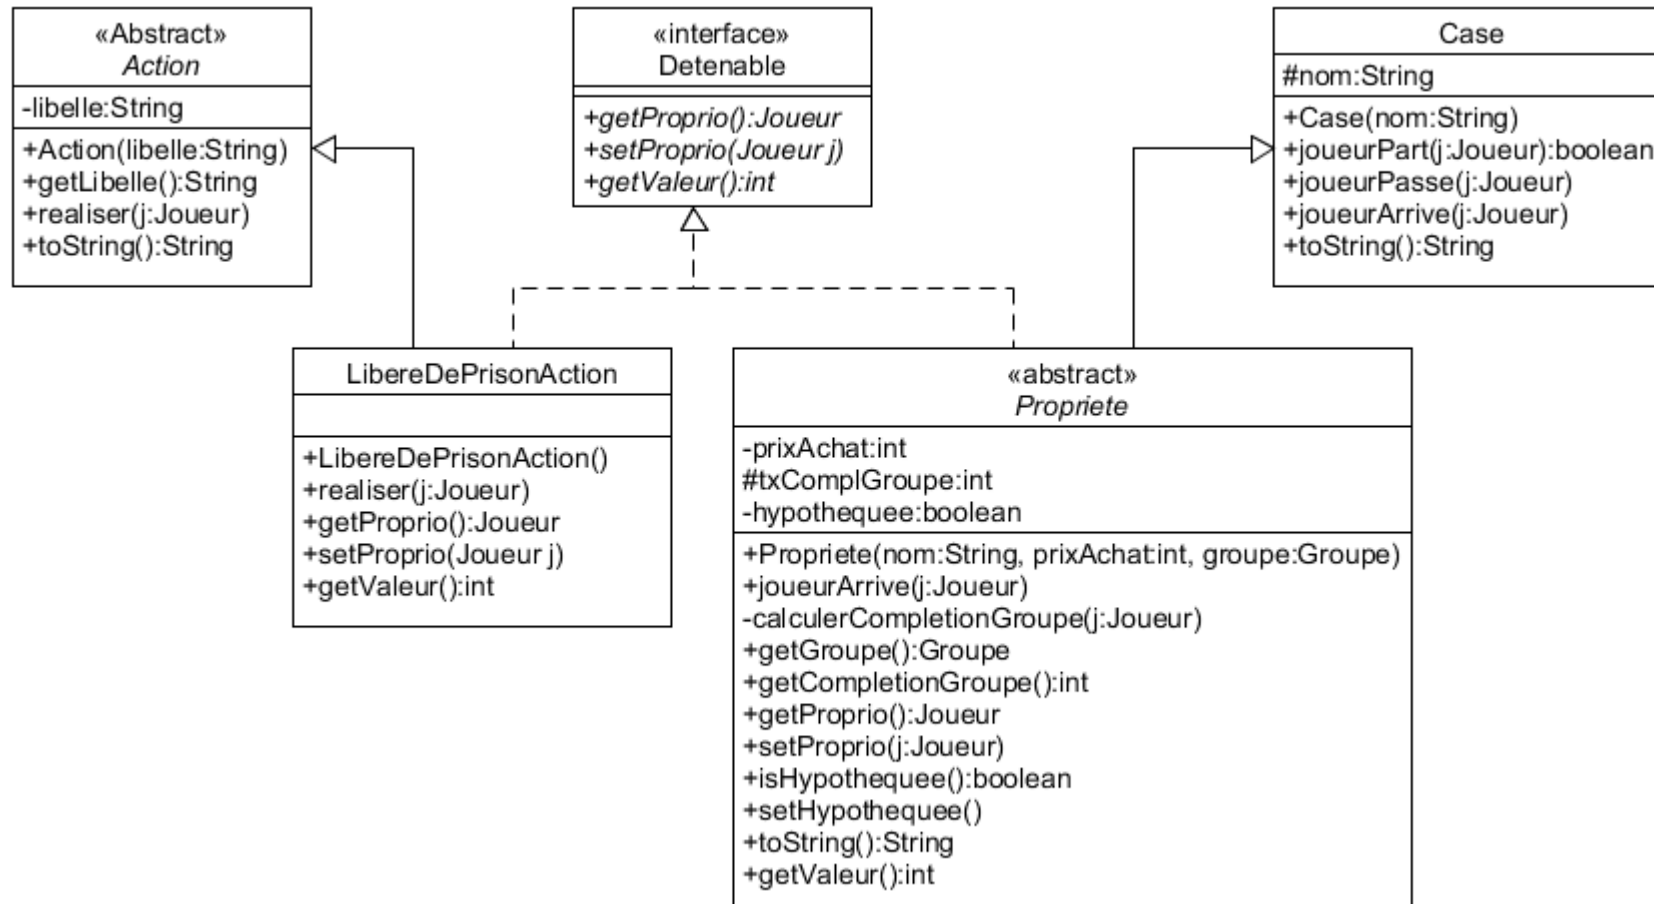 «Abstract»
Action
-libelle:String
+Action(libelle:String)
+getLibelle():String
+realiser(j:Joueur)
+toString():String
«interface»
Detenable
+getProprio():Joueur
+setProprio(Joueur j)
+getValeur():int
Case
#nom:String
+Case(nom:String)
+joueurPart(j:Joueur):boolean
+joueurPasse(j:Joueur)
+joueurArrive(j:Joueur)
+toString():String
LibereDePrisonAction
+LibereDePrisonAction()
+realiser(j:Joueur)
+getProprio():Joueur
+setProprio(Joueur j)
+getValeur():int
«abstract»
Propriete
-prixAchat:int
#txComplGroupe:int
-hypothequee:boolean
+Propriete(nom:String, prixAchat:int, groupe:Groupe)
+joueurArrive(j:Joueur)
-calculerCompletionGroupe(j:Joueur)
+getGroupe():Groupe
+getCompletionGroupe():int
+getProprio():Joueur
+setProprio(j:Joueur)
+isHypothequee():boolean
+setHypothequee()
+toString():String
+getValeur():int